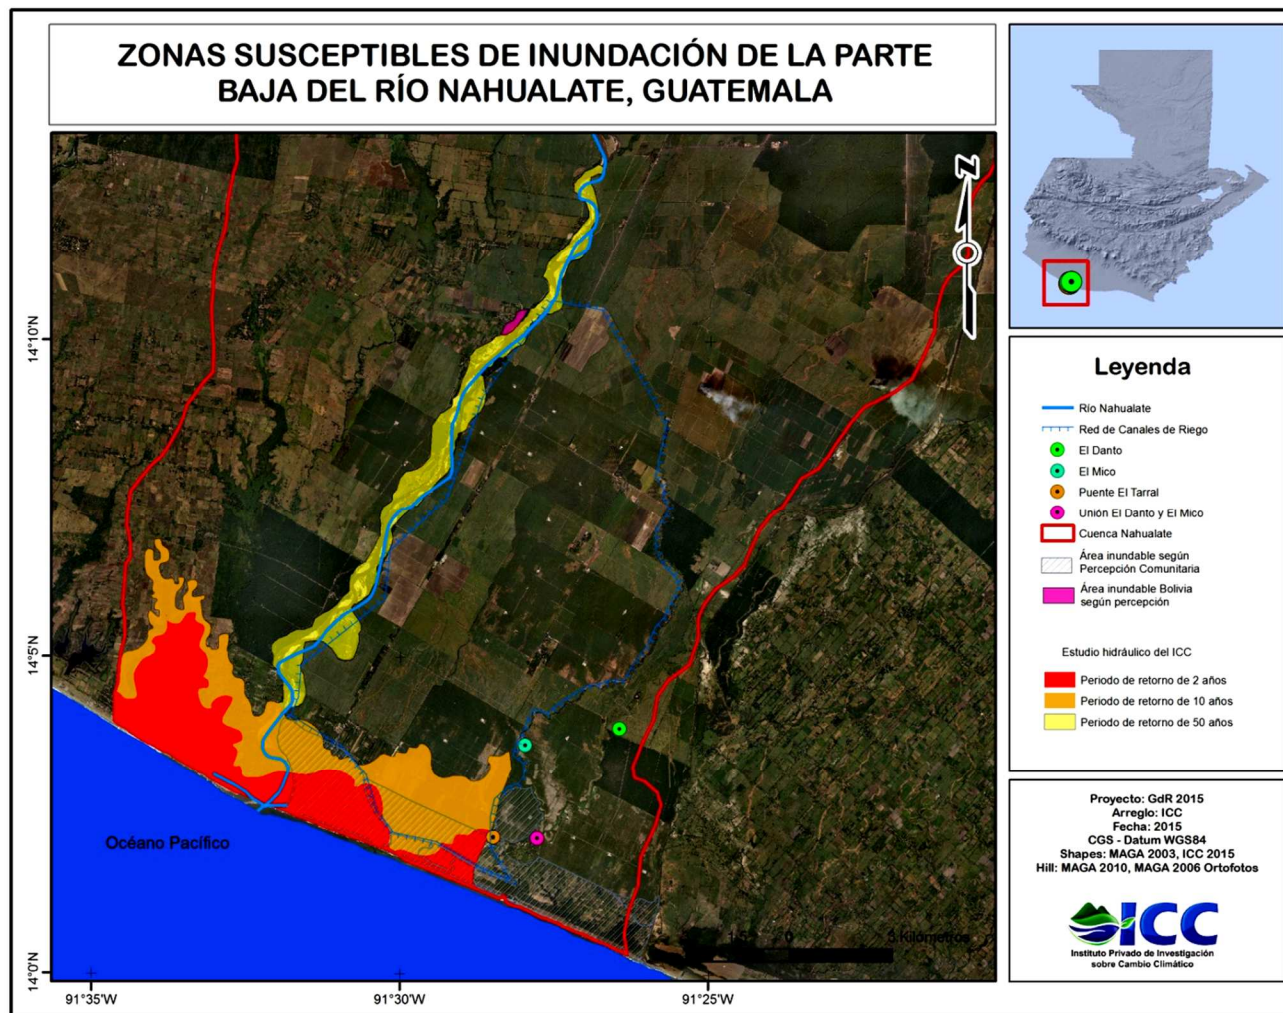 ZONAS SUSCEPTIBLES DE INUNDACIÓN DE LA PARTE
BAJA DEL RÍO NAHUALATE, GUATEMALA
N
14°10'N
14°5'N
14°0'N
91°35'W
91°30'W
91°25'W
Océano Pacífico
0
3 Kilómetros
Leyenda
Río Nahualate
Red de Canales de Riego
El Danto
El Mico
Puente El Tarral
Unión El Danto y El Mico
Cuenca Nahualate
Área inundable según
Percepción Comunitaria
Área inundable Bolivia
según percepción
Estudio hidráulico del ICC
Periodo de retorno de 2 años
Periodo de retorno de 10 años
Periodo de retorno de 50 años
Proyecto: GdR 2015
Arreglo: ICC
Fecha: 2015
CGS - Datum WGS84
Shapes: MAGA 2003, ICC 2015
Hill: MAGA 2010, MAGA 2006 Ortofotos
ICC
Instituto Privado de Investigación
sobre Cambio Climático